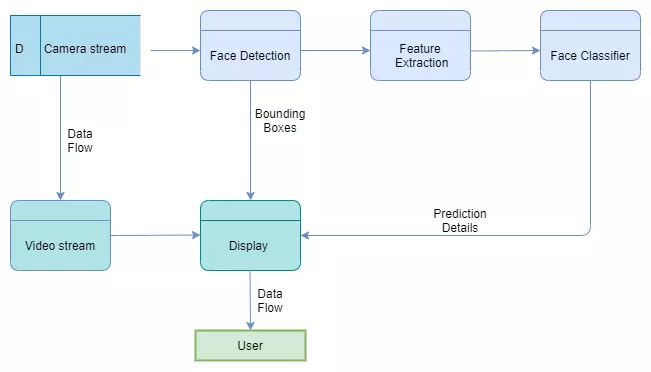 D
Camera stream
Face Detection
Feature
Extraction
Face Classifier
Data
Flow
Bounding
Boxes
Prediction
Details
Video stream
Display
Data
Flow
User